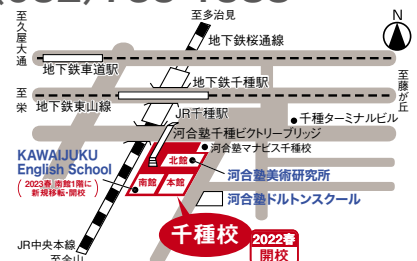 至多治見
N
至久屋大通
地下鉄桜通線
地下鉄車道駅
地下鉄千種駅
至栄
地下鉄東山線
至藤が丘
JR千種駅
千種ターミナルビル
河合塾千種ビクトリーブリッジ
河合塾マナビス千種校
KAWAIJUKU
English School
(2023春 南館1階に
新規移転・開校)
北館
南館
本館
河合塾美術研究所
河合塾ドルトンスクール
千種校
2022春
開校
JR中央本線
至金山